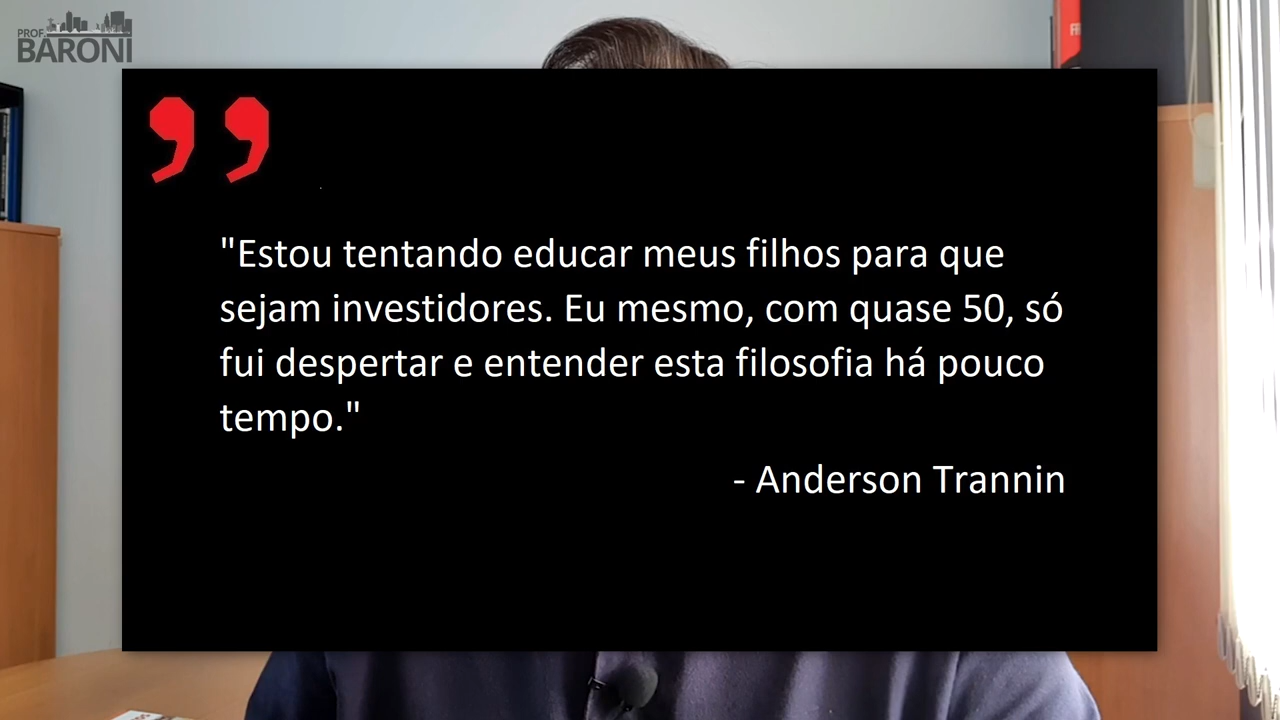 PROF.
BARONI
"Estou tentando educar meus filhos para que
sejam investidores. Eu mesmo, com quase 50, só
fui despertar e entender esta filosofia há pouco
tempo."
- Anderson Trannin